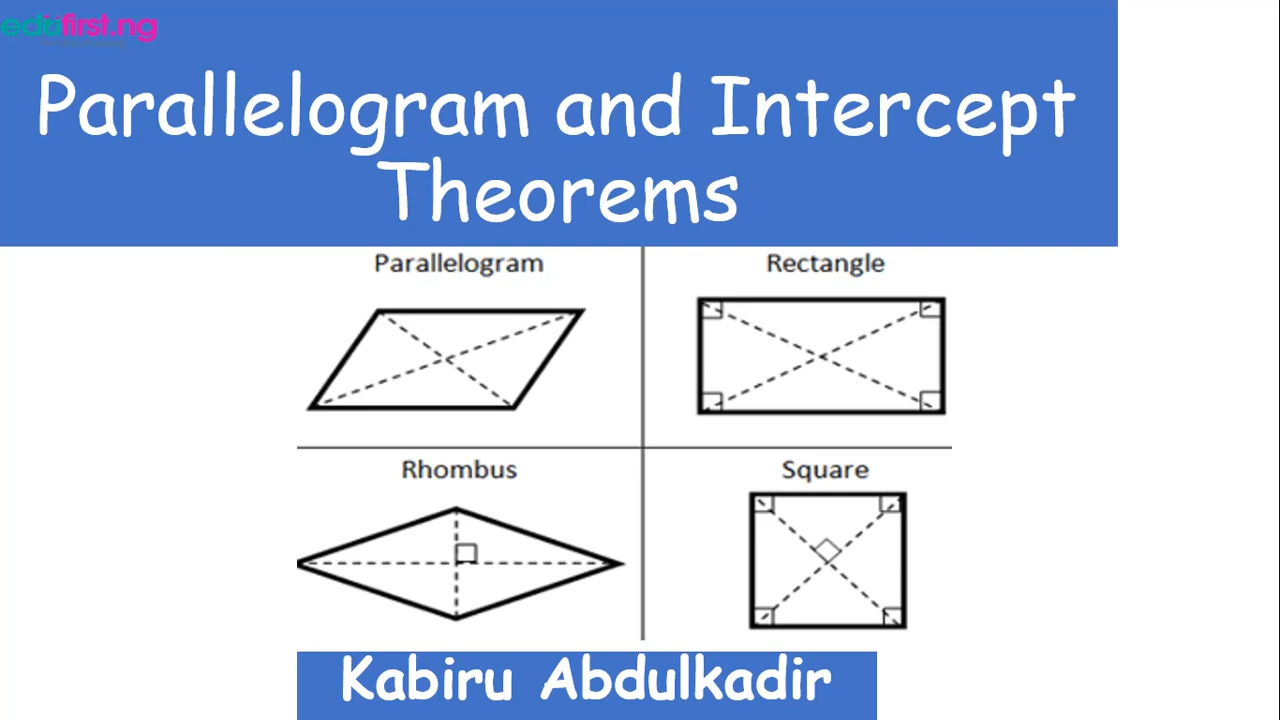 edufirst.ng
Parallelogram and Intercept
Theorems
Parallelogram
Rectangle
Rhombus
Square
Kabiru Abdulkadir